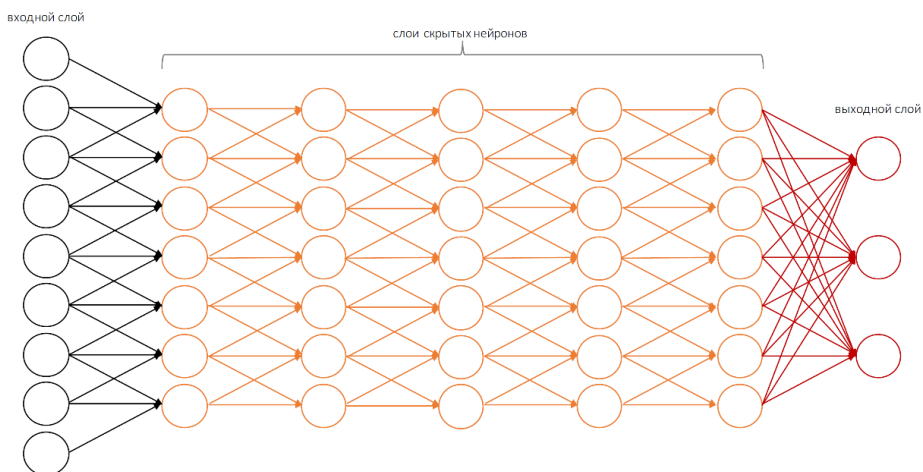 входной слой
слои скрытых нейронов
выходной слой